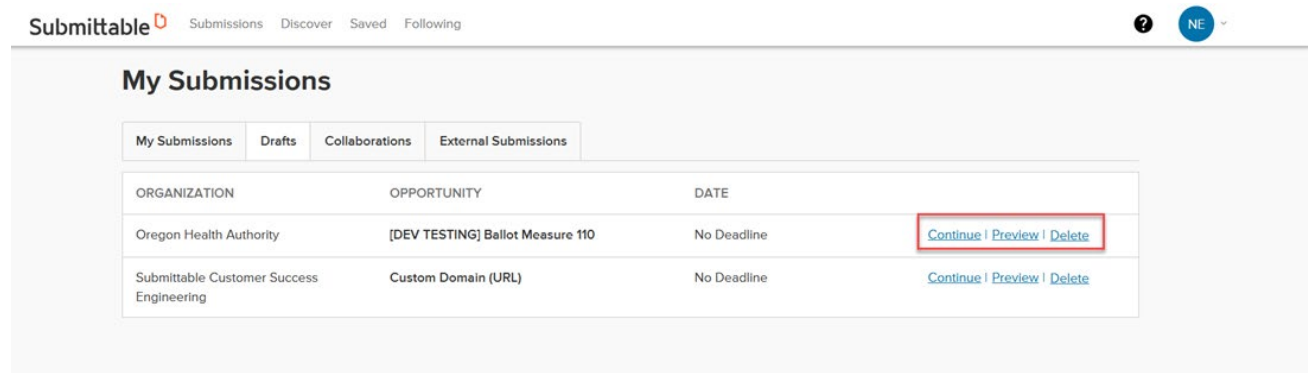 Submittable Submissions Discover Saved Following ? NE
My Submissions
My Submissions Drafts Collaborations External Submissions
ORGANIZATION OPPORTUNITY DATE
Oregon Health Authority [DEV TESTING] Ballot Measure 110 No Deadline Continue | Preview | Delete
Submittable Customer Success Custom Domain (URL) No Deadline Continue | Preview | Delete
Engineering